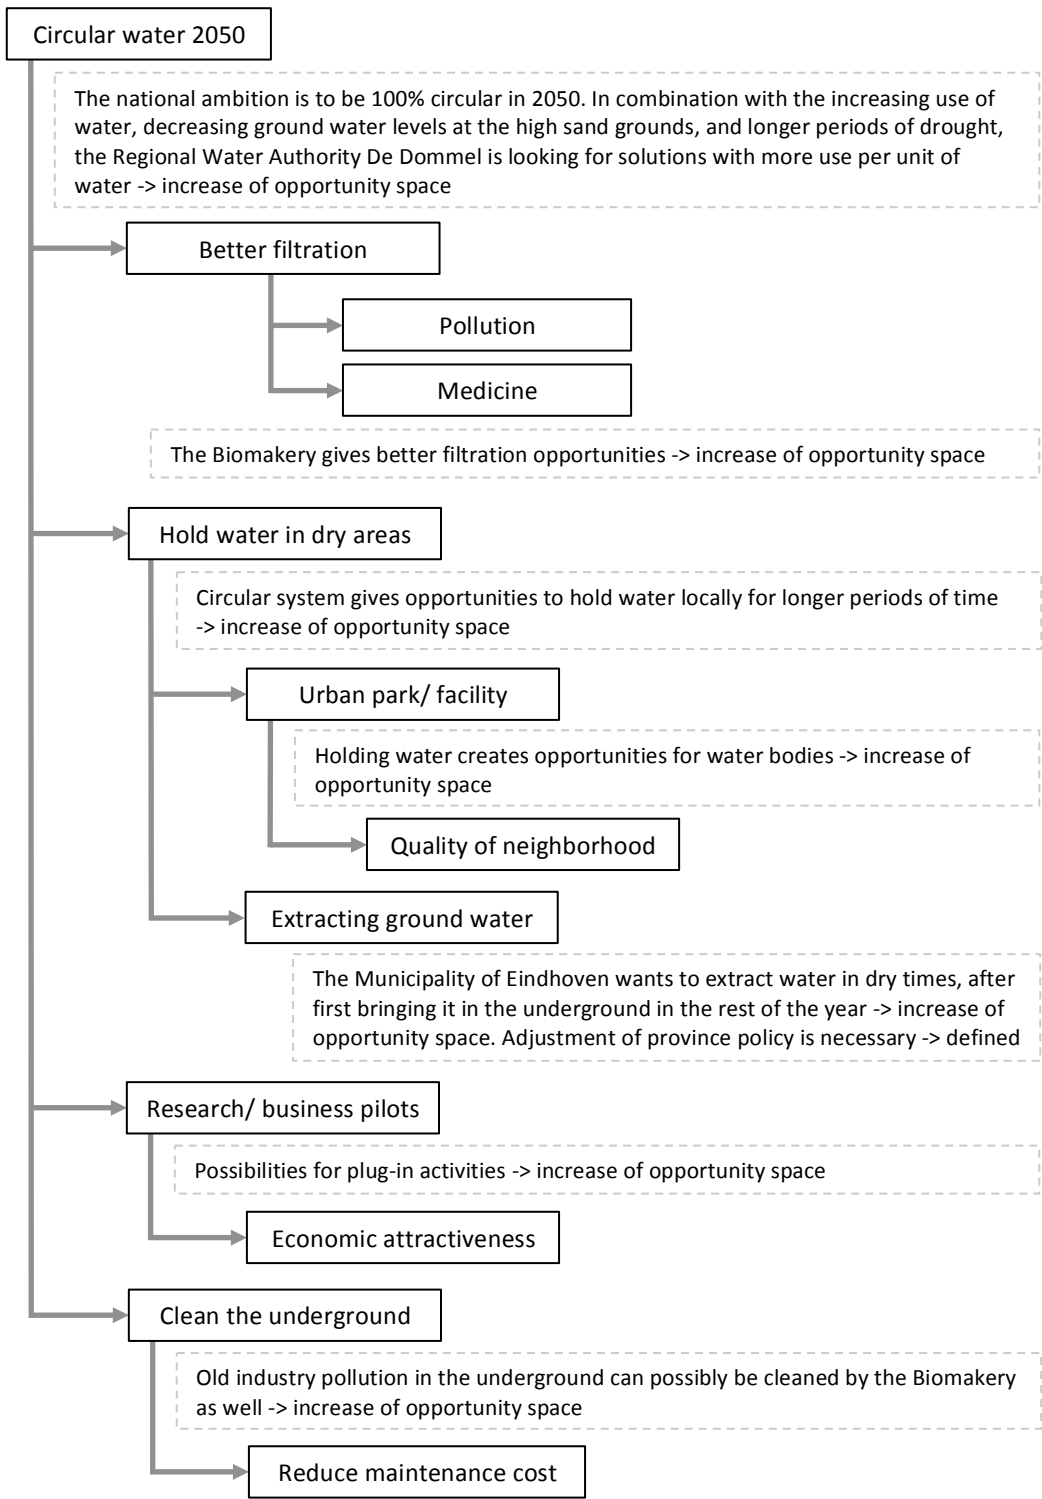 Circular water 2050
The national ambition is to be 100% circular in 2050. In combination with the increasing use of
water, decreasing ground water levels at the high sand grounds, and longer periods of drought,
the Regional Water Authority De Dommel is looking for solutions with more use per unit of
water -> increase of opportunity space
Better filtration
Pollution
Medicine
The Biomakery gives better filtration opportunities -> increase of opportunity space
Hold water in dry areas
Circular system gives opportunities to hold water locally for longer periods of time
-> increase of opportunity space
Urban park/ facility
Holding water creates opportunities for water bodies -> increase of
opportunity space
Quality of neighborhood
Extracting ground water
The Municipality of Eindhoven wants to extract water in dry times, after
first bringing it in the underground in the rest of the year -> increase of
opportunity space. Adjustment of province policy is necessary -> defined
Research/ business pilots
Possibilities for plug-in activities -> increase of opportunity space
Economic attractiveness
Clean the underground
Old industry pollution in the underground can possibly be cleaned by the Biomakery
as well -> increase of opportunity space
Reduce maintenance cost